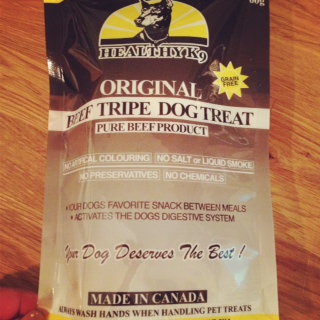 60g
HEALTHYK9
GRAIN
FREE
ORIGINAL
BEEF TRIPE DOG TREAT
PURE BEEF PRODUCT
NO ARTIFICAL COLOURING NO SALT or LIQUID SMOKE
NO PRESERVATIVES NO CHEMICALS
• YOUR DOGS FAVORITE SNACK BETWEEN MEALS
• ACTIVATES THE DOGS DIGESTIVE SYSTEM
Your Dog Deserves The Best !
MADE IN CANADA
ALWAYS WASH HANDS WHEN HANDLING PET TREATS